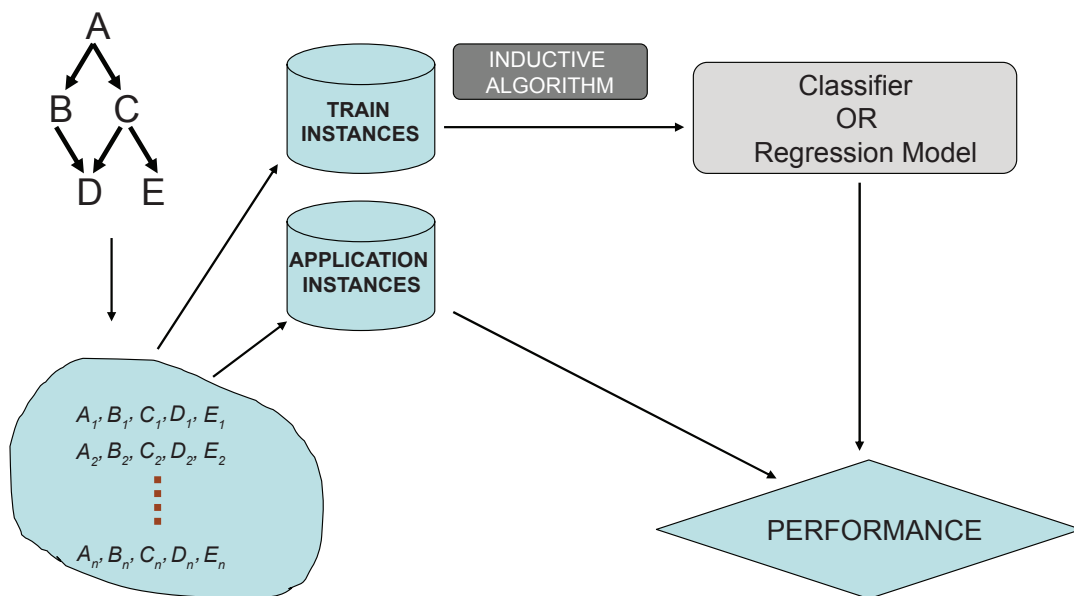 A
B C
D E
TRAIN
INSTANCES
INDUCTIVE
ALGORITHM
Classifier
OR
Regression Model
APPLICATION
INSTANCES
A₁, B₁, C₁, D₁, E₁
A₂, B₂, C₂, D₂, E₂
Aₙ, Bₙ, Cₙ, Dₙ, Eₙ
PERFORMANCE